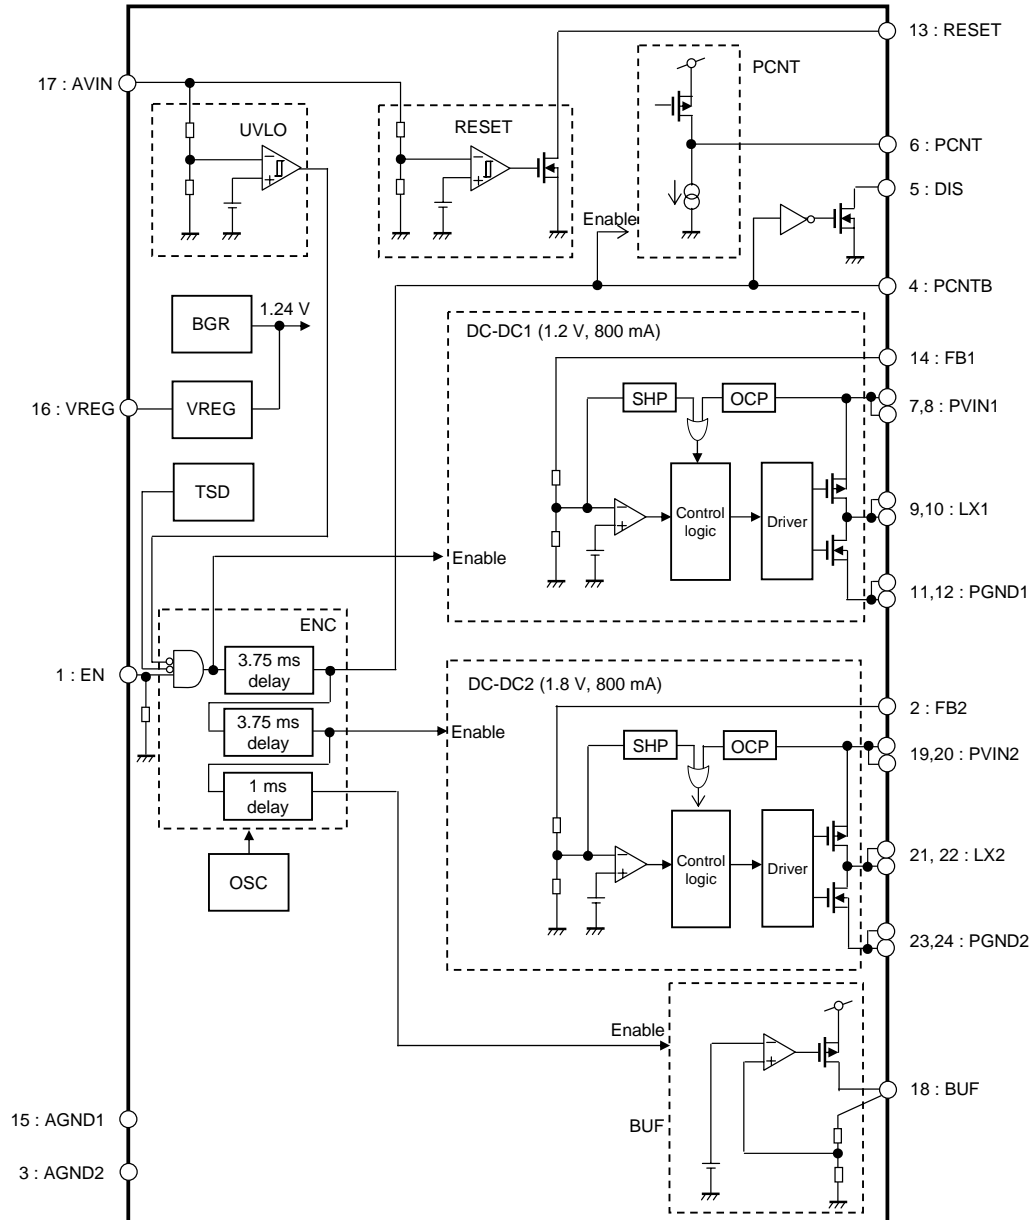 13 : RESET
PCNT
17 : AVIN
UVLO
RESET
6 : PCNT
5 : DIS
Enable
4 : PCNTB
BGR
1.24 V
DC-DC1 (1.2 V, 800 mA)
14 : FB1
SHP
OCP
7,8 : PVIN1
16 : VREG
VREG
TSD
9,10 : LX1
Control
logic
Driver
Enable
11,12 : PGND1
ENC
3.75 ms
delay
1 : EN
DC-DC2 (1.8 V, 800 mA)
2 : FB2
3.75 ms
delay
Enable
SHP
OCP
19,20 : PVIN2
1 ms
delay
21, 22 : LX2
Control
logic
Driver
OSC
23,24 : PGND2
Enable
18 : BUF
15 : AGND1
BUF
3 : AGND2